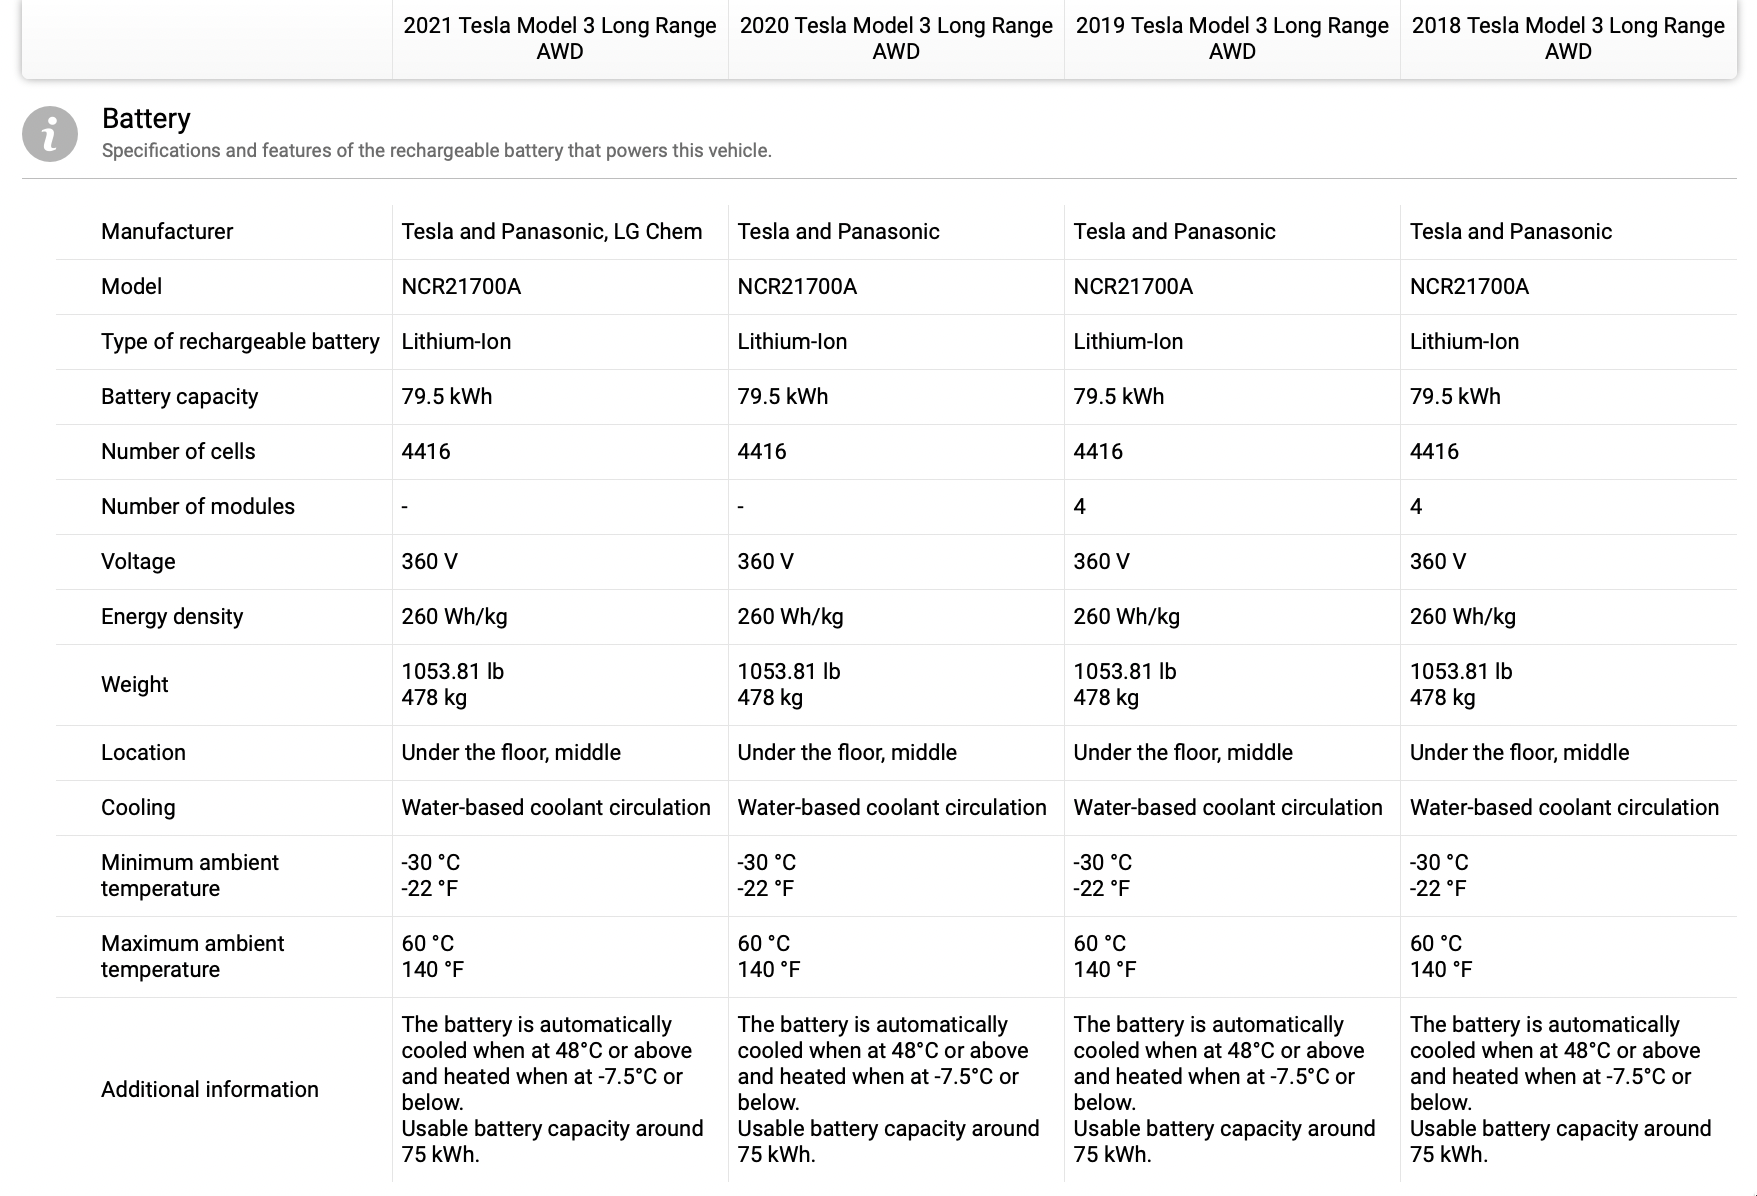 2021 Tesla Model 3 Long Range AWD	2020 Tesla Model 3 Long Range AWD	2019 Tesla Model 3 Long Range AWD	2018 Tesla Model 3 Long Range AWD
i
Battery
Specifications and features of the rechargeable battery that powers this vehicle.
Manufacturer	Tesla and Panasonic, LG Chem	Tesla and Panasonic	Tesla and Panasonic	Tesla and Panasonic
Model	NCR21700A	NCR21700A	NCR21700A	NCR21700A
Type of rechargeable battery	Lithium-Ion	Lithium-Ion	Lithium-Ion	Lithium-Ion
Battery capacity	79.5 kWh	79.5 kWh	79.5 kWh	79.5 kWh
Number of cells	4416	4416	4416	4416
Number of modules	-	-	4	4
Voltage	360 V	360 V	360 V	360 V
Energy density	260 Wh/kg	260 Wh/kg	260 Wh/kg	260 Wh/kg
Weight	1053.81 lb	1053.81 lb	1053.81 lb	1053.81 lb
478 kg	478 kg	478 kg	478 kg
Location	Under the floor, middle	Under the floor, middle	Under the floor, middle	Under the floor, middle
Cooling	Water-based coolant circulation	Water-based coolant circulation	Water-based coolant circulation	Water-based coolant circulation
Minimum ambient	-30 °C	-30 °C	-30 °C	-30 °C
temperature	-22 °F	-22 °F	-22 °F	-22 °F
Maximum ambient	60 °C	60 °C	60 °C	60 °C
temperature	140 °F	140 °F	140 °F	140 °F
Additional information
The battery is automatically	The battery is automatically	The battery is automatically	The battery is automatically
cooled when at 48°C or above	cooled when at 48°C or above	cooled when at 48°C or above	cooled when at 48°C or above
and heated when at -7.5°C or	and heated when at -7.5°C or	and heated when at -7.5°C or	and heated when at -7.5°C or
below.	below.	below.	below.
Usable battery capacity around	Usable battery capacity around	Usable battery capacity around	Usable battery capacity around
75 kWh.	75 kWh.	75 kWh.	75 kWh.